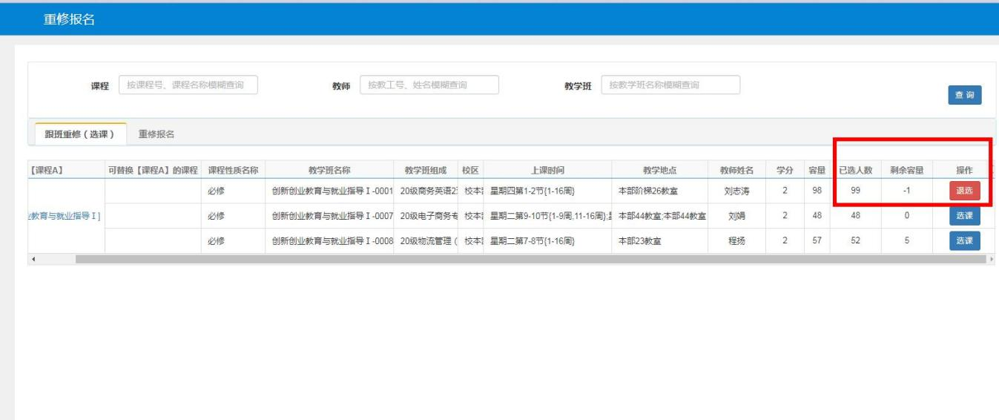 重修报名
课程 按课程号、课程名称模糊查询 教师 按教工号、姓名模糊查询 教学班 按教学班名称模糊查询
查 询
跟班重修（选课） 重修报名
【课程A】 可替换【课程A】的课程 课程性质名称 教学班名称 教学班组成 校区 上课时间 教学地点 教师姓名 学分 容量 已选人数 剩余容量 操作
必修 创新创业教育与就业指导Ⅰ-0001 20级商务英语2 校本 星期四第1-2节{1-16周} 本部阶梯26教室 刘志涛 2 98 99 -1 退选
教育与就业指导Ⅰ] 必修 创新创业教育与就业指导Ⅰ-0007 20级电子商务专 校本 星期二第9-10节{1-9周,11-16周}; 本部44教室;本部44教室 刘娟 2 48 48 0 选课
必修 创新创业教育与就业指导Ⅰ-0008 20级物流管理（ 校本 星期二第7-8节{1-16周} 本部23教室 程扬 2 57 52 5 选课